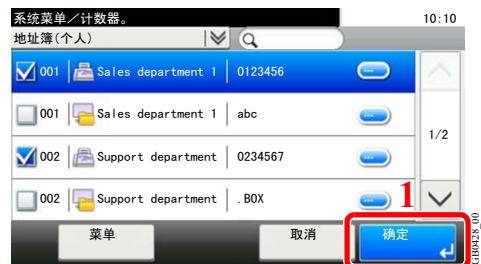 系统菜单／计数器。 10:10
地址簿(个人)
001 Sales department 1 0123456
001 Sales department 1 abc
1/2
002 Support department 0234567
002 Support department .BOX
1
菜单 取消 确定
GB0428_00